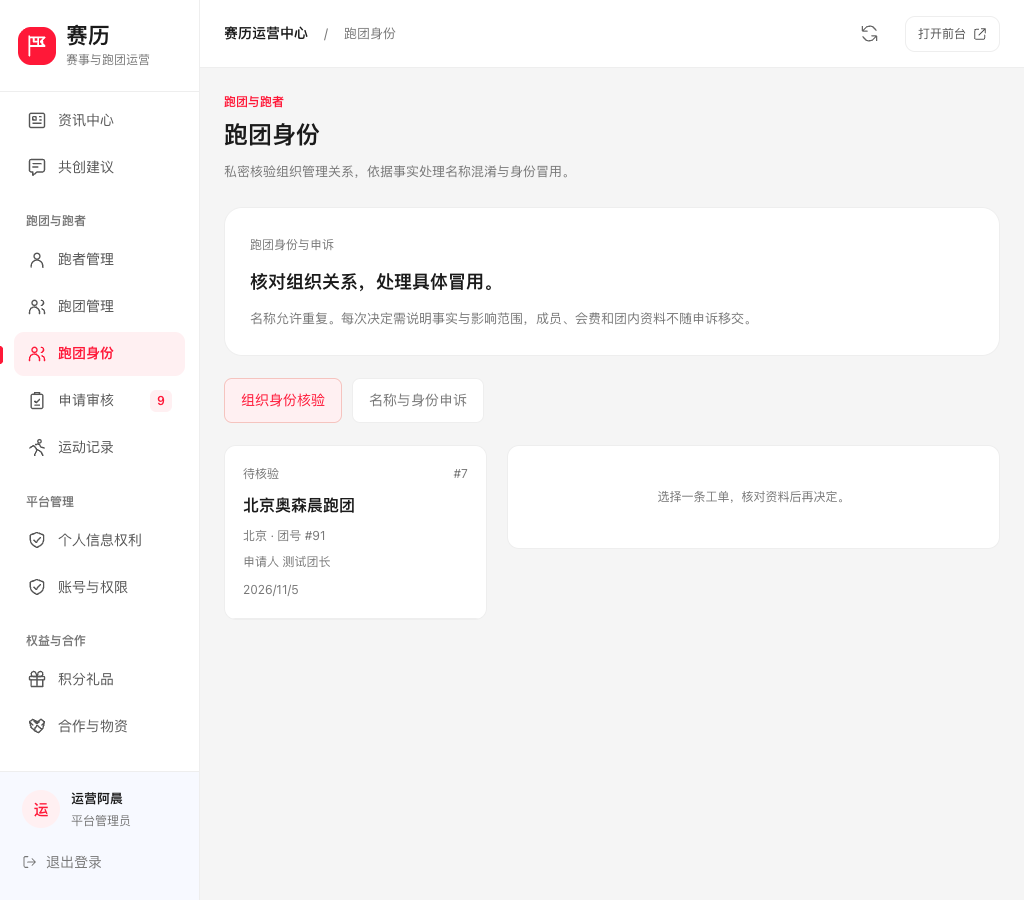 赛历
赛事与跑团运营
资讯中心
共创建议
跑团与跑者
跑者管理
跑团管理
跑团身份
申请审核 9
运动记录
平台管理
个人信息权利
账号与权限
权益与合作
积分礼品
合作与物资
运
运营阿晨
平台管理员
退出登录
赛历运营中心 / 跑团身份
打开前台
跑团与跑者
跑团身份
私密核验组织管理关系，依据事实处理名称混淆与身份冒用。
跑团身份与申诉
核对组织关系，处理具体冒用。
名称允许重复。每次决定需说明事实与影响范围，成员、会费和团内资料不随申诉移交。
组织身份核验
名称与身份申诉
待核验 #7
北京奥森晨跑团
北京 · 团号 #91
申请人 测试团长
2026/11/5
选择一条工单，核对资料后再决定。